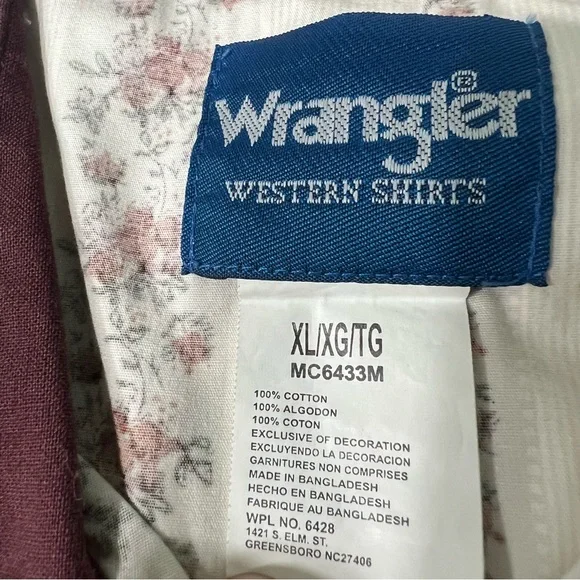 Wrangler
WESTERN SHIRTS
XL/XG/TG
MC6433M
100% COTTON
100% ALGODON
100% COTON
EXCLUSIVE OF DECORATION
EXCLUYENDO LA DECORACION
GARNITURES NON COMPRISES
MADE IN BANGLADESH
HECHO EN BANGLADESH
FABRIQUE AU BANGLADESH
WPL NO. 6428
1421 S. ELM. ST.
GREENSBORO NC27406